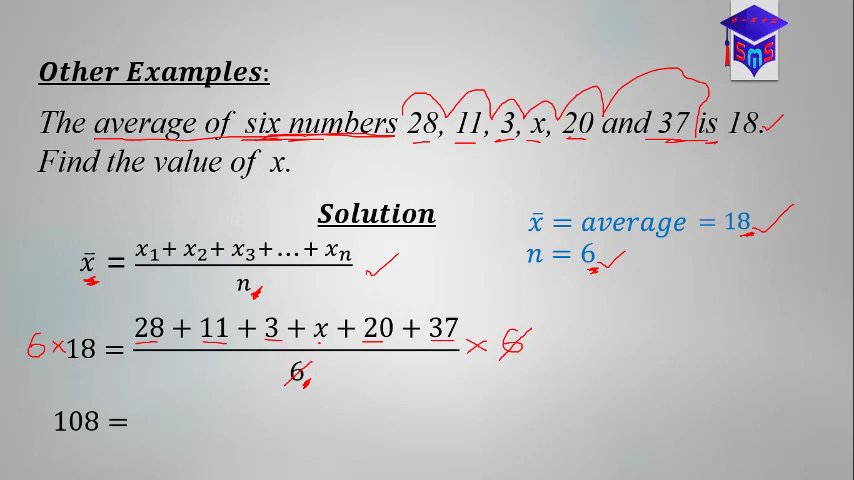 + - × + =
SMS
Other Examples:
The average of six numbers 28, 11, 3, x, 20 and 37 is 18.
Find the value of x.
Solution
x̄ = average = 18
n = 6
x̄ = (x₁ + x₂ + x₃ + … + xₙ) / n
6 × 18 = (28 + 11 + 3 + x + 20 + 37) / 6 × 6
108 =